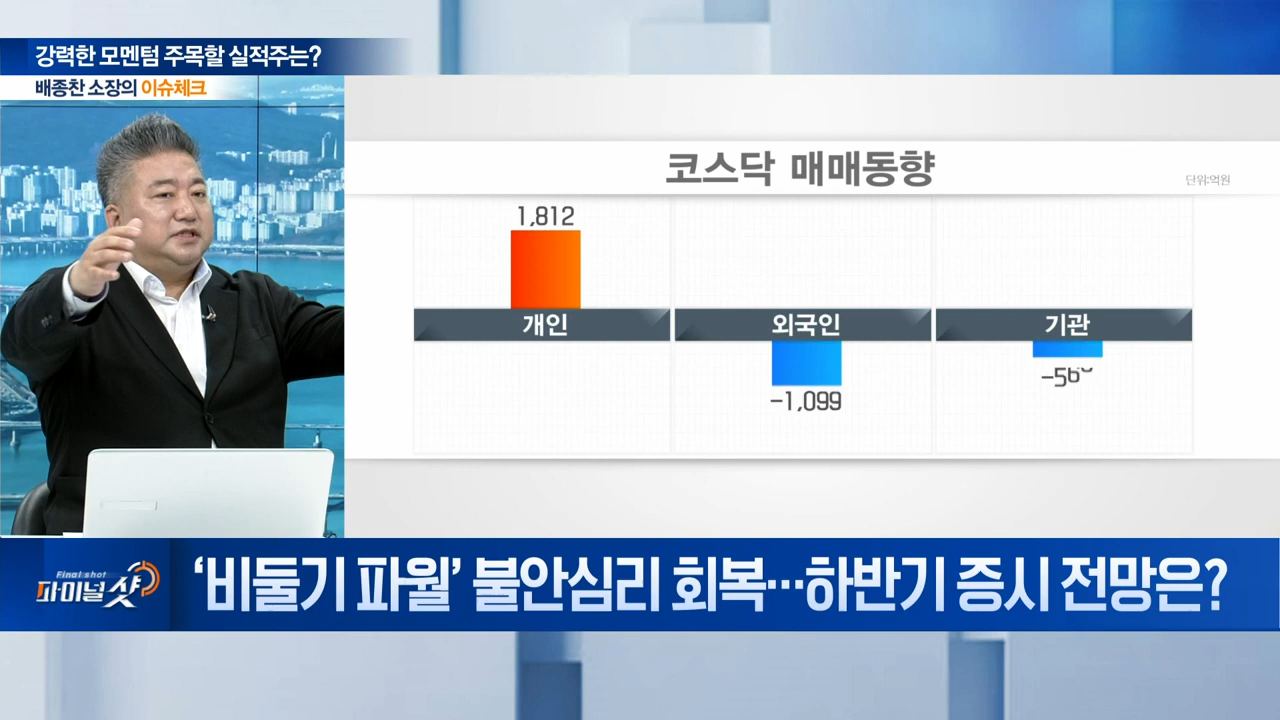 강력한 모멘텀 주목할 실적주는?
배종찬 소장의 이슈체크
코스닥 매매동향
단위:억원
1,812
개인
외국인
기관
-1,099
Final shot
파이널샷
‘비둘기 파월’ 불안심리 회복…하반기 증시 전망은?